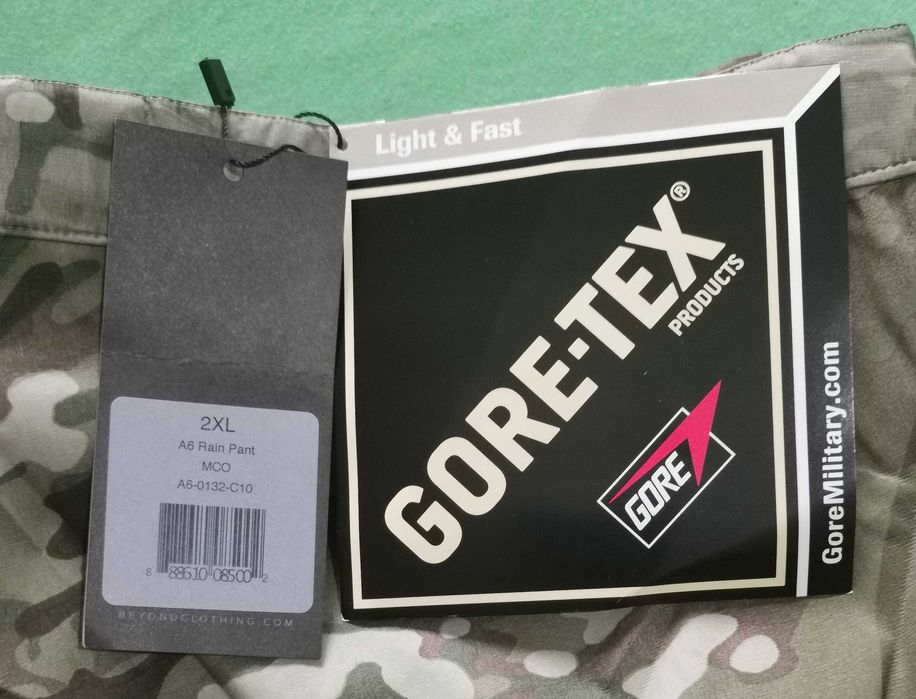 2XL
A6 Rain Pant
MCO
A6-0132-C10
8 88610 08500 2
BEYONDCLOTHING.COM
Light & Fast
GORE-TEX®
PRODUCTS
GORE
GoreMilitary.com